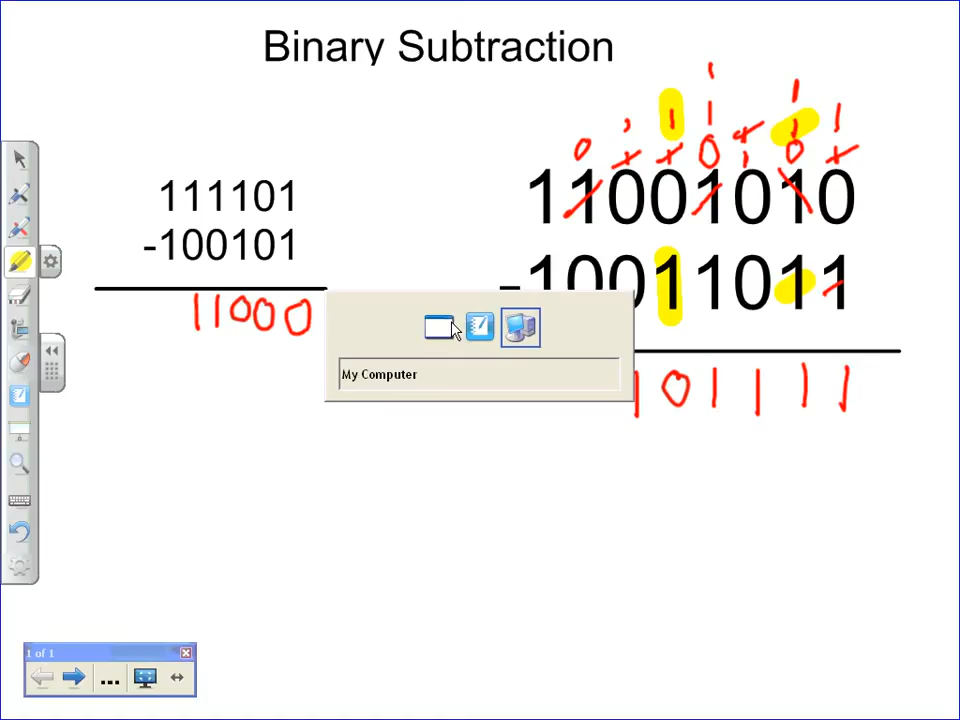 Binary Subtraction
111101
-100101
11000
11001010
-10011011
101111
My Computer
1 of 1
...